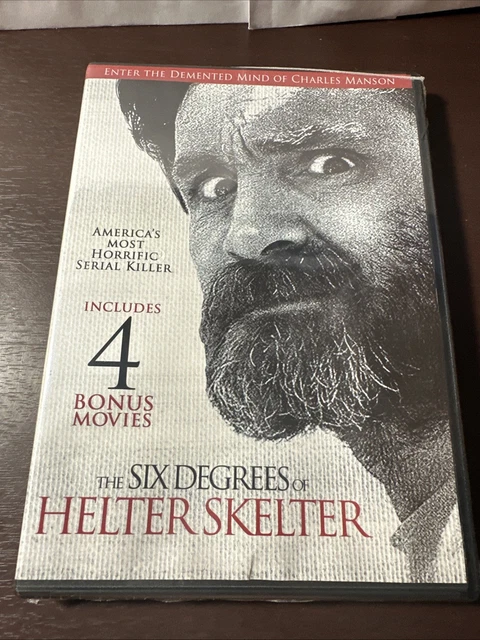 ENTER THE DEMENTED MIND OF CHARLES MANSON
AMERICA'S
MOST
HORRIFIC
SERIAL KILLER
INCLUDES
4
BONUS
MOVIES
THE SIX DEGREES OF
HELTER SKELTER